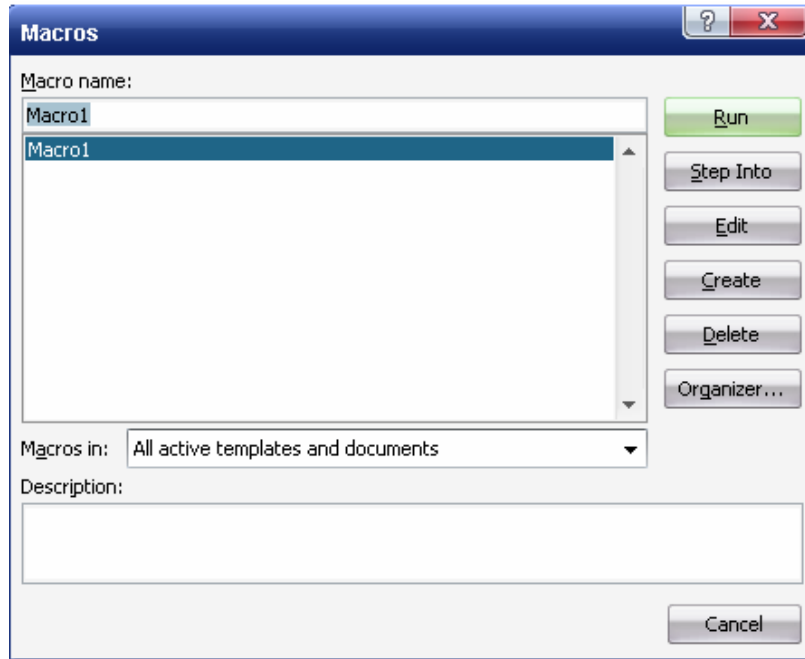 Macros
?
X
Macro name:
Macro1
Macro1
Run
Step Into
Edit
Create
Delete
Organizer...
Macros in: All active templates and documents
Description:
Cancel